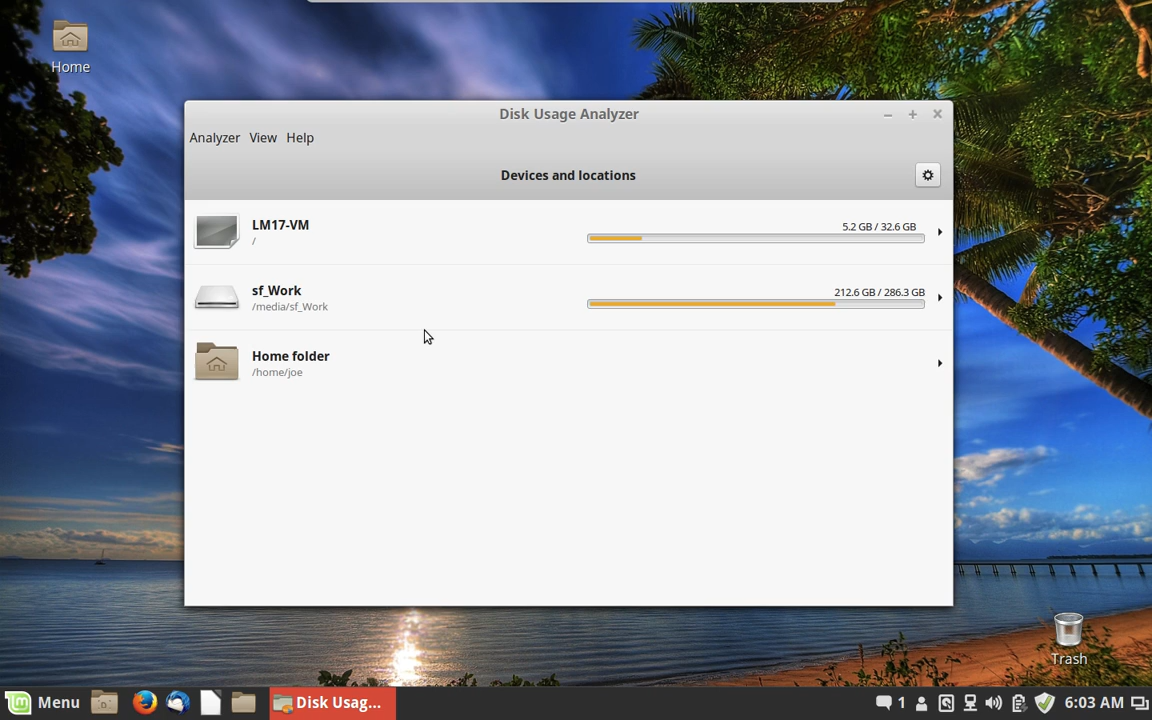 Home
Disk Usage Analyzer
Analyzer View Help
Devices and locations
LM17-VM
/
5.2 GB / 32.6 GB
sf_Work
/media/sf_Work
212.6 GB / 286.3 GB
Home folder
/home/joe
Trash
Menu
Disk Usag...
1
6:03 AM